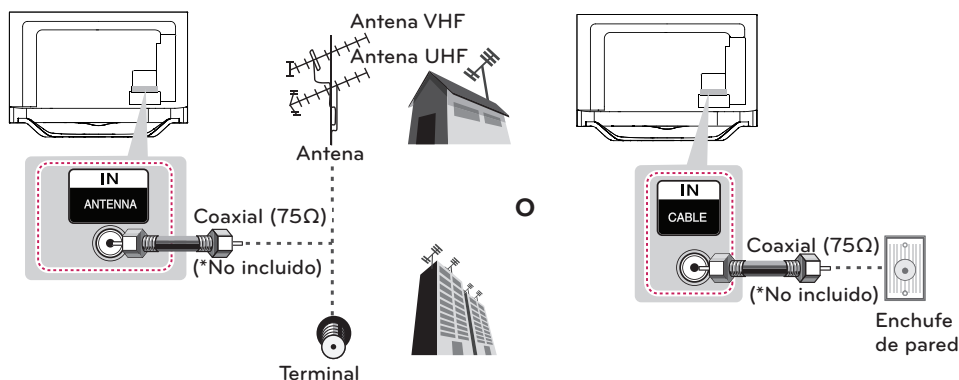 Antena VHF
Antena UHF
Antena
IN
ANTENNA
Coaxial (75Ω)
(*No incluido)
Terminal
O
IN
CABLE
Coaxial (75Ω)
(*No incluido)
Enchufe
de pared